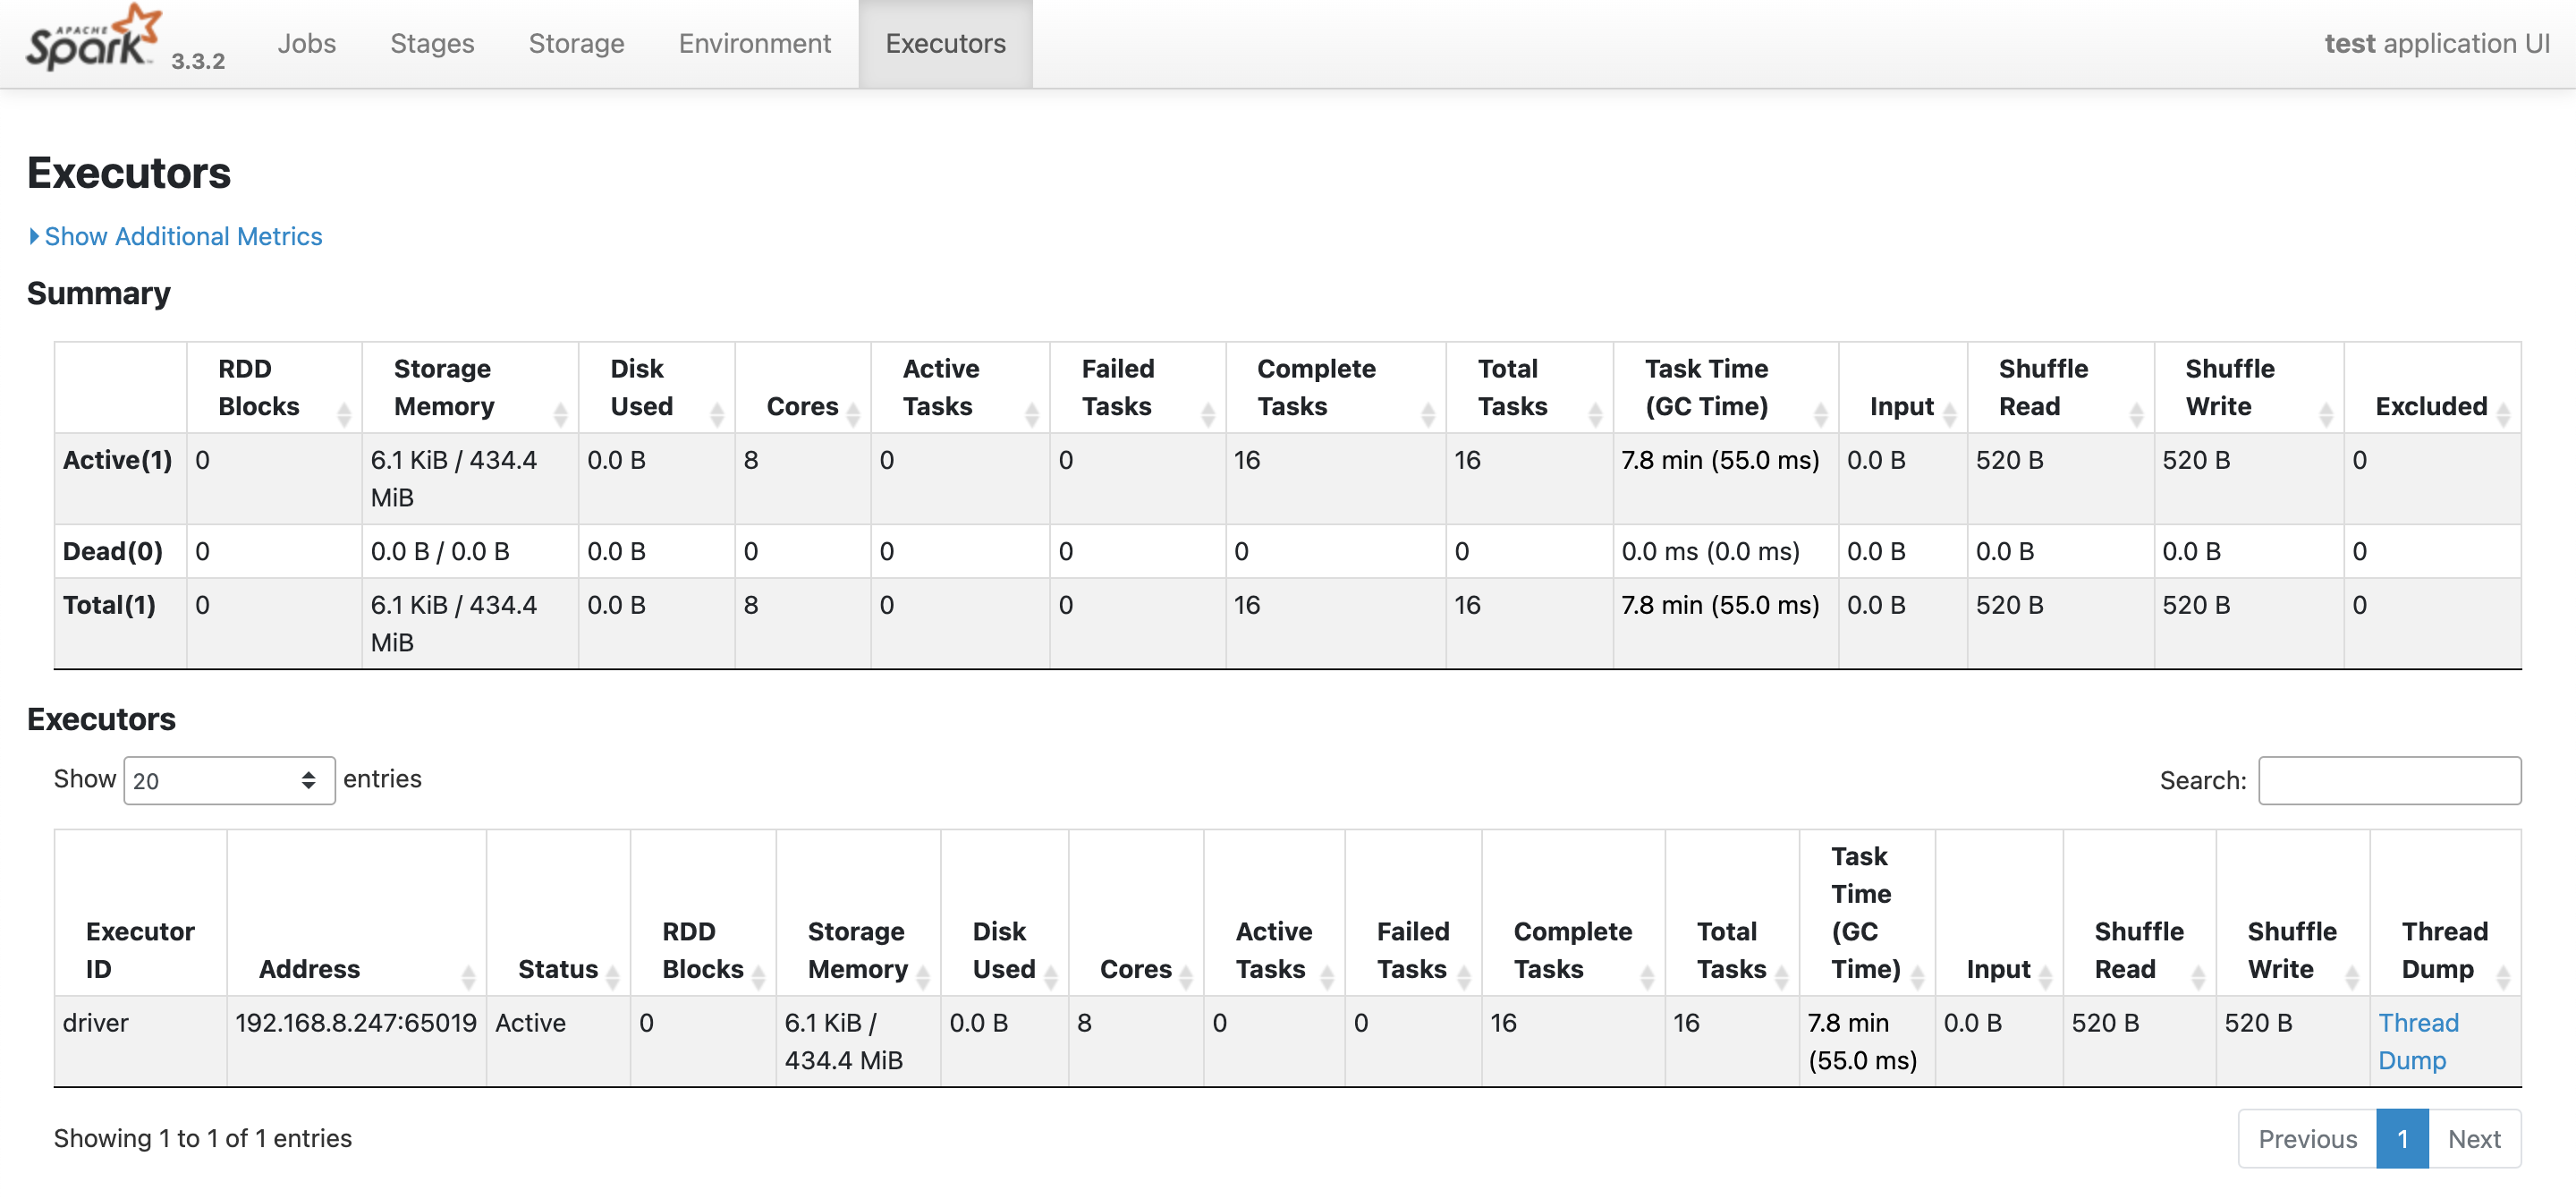 APACHE Spark 3.3.2 Jobs Stages Storage Environment Executors test application UI
Executors
Show Additional Metrics
Summary
RDD Blocks Storage Memory Disk Used Cores Active Tasks Failed Tasks Complete Tasks Total Tasks Task Time (GC Time) Input Shuffle Read Shuffle Write Excluded
Active(1) 0 6.1 KiB / 434.4 MiB 0.0 B 8 0 0 16 16 7.8 min (55.0 ms) 0.0 B 520 B 520 B 0
Dead(0) 0 0.0 B / 0.0 B 0.0 B 0 0 0 0 0 0.0 ms (0.0 ms) 0.0 B 0.0 B 0.0 B 0
Total(1) 0 6.1 KiB / 434.4 MiB 0.0 B 8 0 0 16 16 7.8 min (55.0 ms) 0.0 B 520 B 520 B 0
Executors
Show 20 entries Search:
Executor ID Address Status RDD Blocks Storage Memory Disk Used Cores Active Tasks Failed Tasks Complete Tasks Total Tasks Task Time (GC Time) Input Shuffle Read Shuffle Write Thread Dump
driver 192.168.8.247:65019 Active 0 6.1 KiB / 434.4 MiB 0.0 B 8 0 0 16 16 7.8 min (55.0 ms) 0.0 B 520 B 520 B Thread Dump
Showing 1 to 1 of 1 entries Previous 1 Next